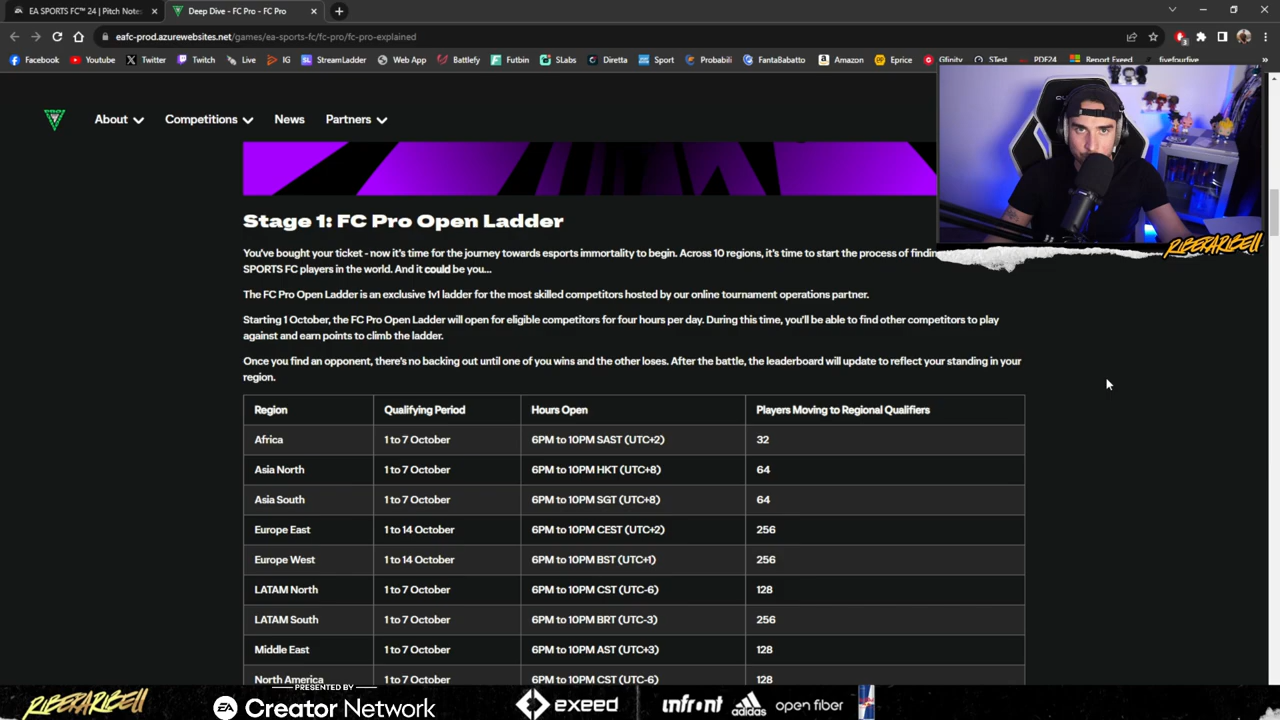 EA SPORTS FC™ 24 | Pitch Note
Deep Dive - FC Pro - FC Pro
eafc-prod.azurewebsites.net/games/ea-sports-fc/fc-pro/fc-pro-explained
Facebook Youtube Twitter Twitch Live IG StreamLadder Web App Battlefy Futbin SLabs Diretta Sport Probabili FantaBabatto Amazon Eprice Gfinity STest PDF24 Report Exeed fivefourfive
About Competitions News Partners
Stage 1: FC Pro Open Ladder
You've bought your ticket - now it's time for the journey towards esports immortality to begin. Across 10 regions, it's time to start the process of findin
SPORTS FC players in the world. And it could be you...
The FC Pro Open Ladder is an exclusive 1v1 ladder for the most skilled competitors hosted by our online tournament operations partner.
Starting 1 October, the FC Pro Open Ladder will open for eligible competitors for four hours per day. During this time, you'll be able to find other competitors to play
against and earn points to climb the ladder.
Once you find an opponent, there's no backing out until one of you wins and the other loses. After the battle, the leaderboard will update to reflect your standing in your
region.
Region Qualifying Period Hours Open Players Moving to Regional Qualifiers
Africa 1 to 7 October 6PM to 10PM SAST (UTC+2) 32
Asia North 1 to 7 October 6PM to 10PM HKT (UTC+8) 64
Asia South 1 to 7 October 6PM to 10PM SGT (UTC+8) 64
Europe East 1 to 14 October 6PM to 10PM CEST (UTC+2) 256
Europe West 1 to 14 October 6PM to 10PM BST (UTC+1) 256
LATAM North 1 to 7 October 6PM to 10PM CST (UTC-6) 128
LATAM South 1 to 7 October 6PM to 10PM BRT (UTC-3) 256
Middle East 1 to 7 October 6PM to 10PM AST (UTC+3) 128
North America 1 to 7 October 6PM to 10PM CST (UTC-6) 128
RIBERARIBELL
RIBERARIBELL
PRESENTED BY
EA Creator Network
exeed
infront
adidas
open fiber